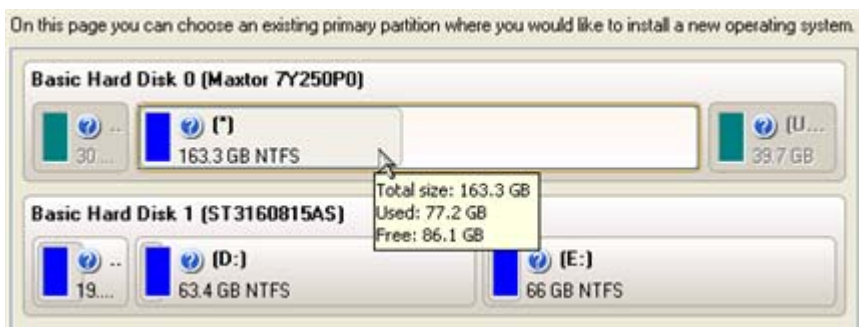 On this page you can choose an existing primary partition where you would like to install a new operating system.
Basic Hard Disk 0 (Maxtor 7Y250P0)
..
30....
(*)
163.3 GB NTFS
(U...
39.7 GB
Total size: 163.3 GB
Used: 77.2 GB
Free: 86.1 GB
Basic Hard Disk 1 (ST3160815AS)
..
19....
(D:)
63.4 GB NTFS
(E:)
66 GB NTFS